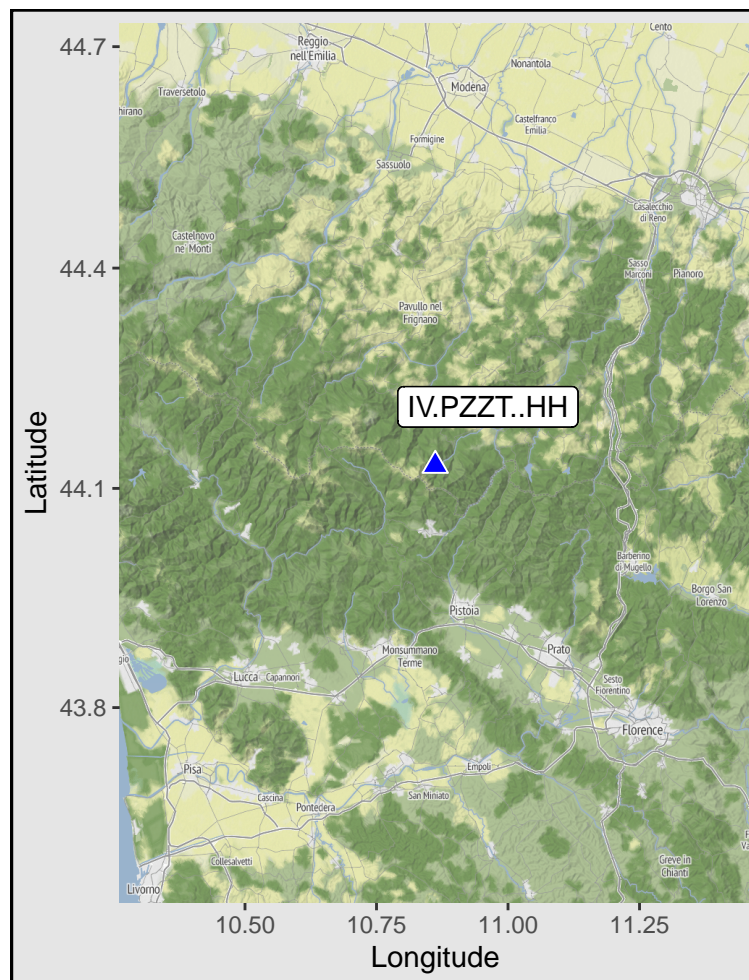 44.7
44.4
44.1
43.8
Latitude
Cento
Reggio
nell'Emilia
Nonantola
Modena
Traversetolo
hirano
Castelfranco
Emilia
Formigine
Sassuolo
Casalecchio
di Reno
Castelnovo
ne' Monti
Sasso
Marconi
Pianoro
Pavullo nel
Frignano
IV.PZZT..HH
Barberino
di Mugello
Borgo San
Lorenzo
Pistoia
Monsummano
Terme
Prato
Lucca
Capannori
Sesto
Fiorentino
Florence
Pisa
Empoli
Cascina
San Miniato
Pontedera
Collesalvetti
Greve in
Chianti
Livorno
10.50
10.75
11.00
11.25
Longitude